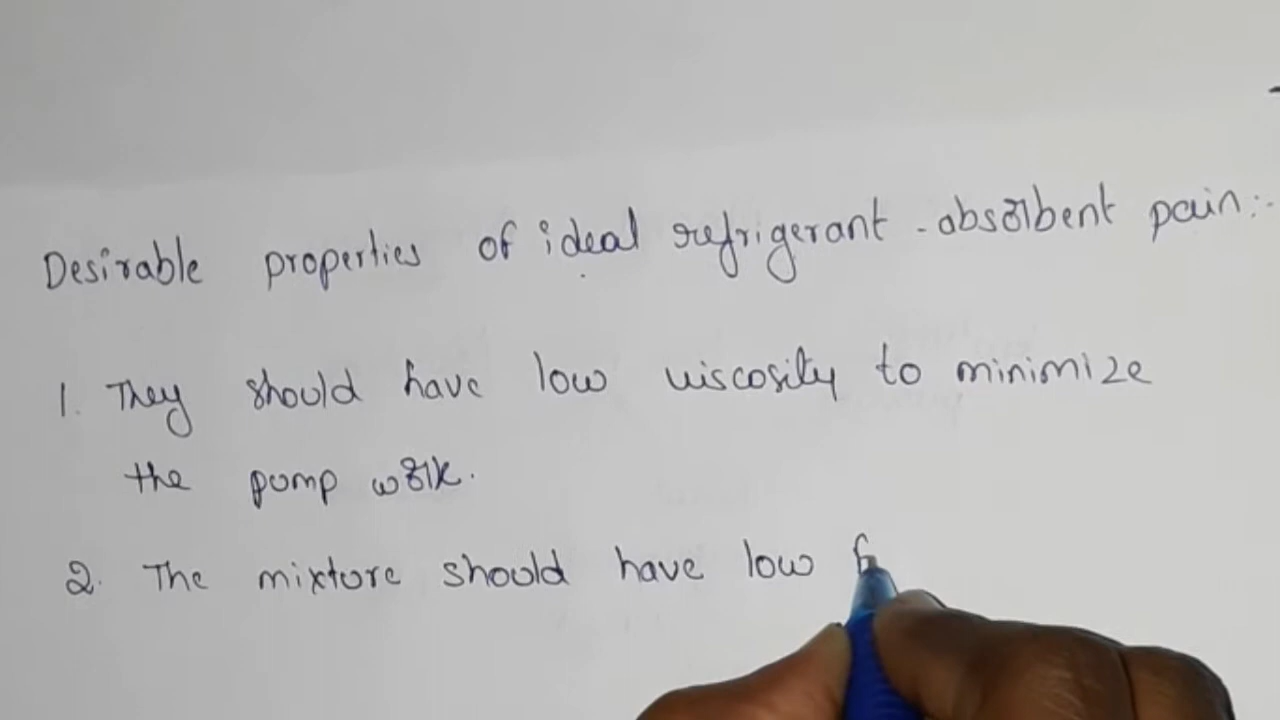 Desirable properties of ideal refrigerant - absorbent pair:-
1. They should have low viscosity to minimize
the pump work.
2. The mixture should have low f